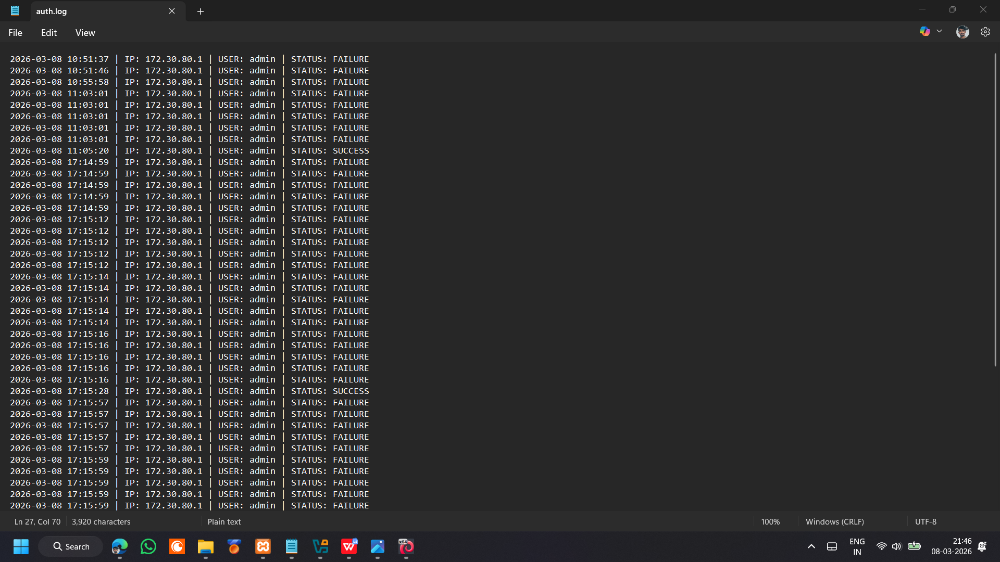 auth.log
File Edit View
2026-03-08 10:51:37 | IP: 172.30.80.1 | USER: admin | STATUS: FAILURE
2026-03-08 10:51:46 | IP: 172.30.80.1 | USER: admin | STATUS: FAILURE
2026-03-08 10:55:58 | IP: 172.30.80.1 | USER: admin | STATUS: FAILURE
2026-03-08 11:03:01 | IP: 172.30.80.1 | USER: admin | STATUS: FAILURE
2026-03-08 11:03:01 | IP: 172.30.80.1 | USER: admin | STATUS: FAILURE
2026-03-08 11:03:01 | IP: 172.30.80.1 | USER: admin | STATUS: FAILURE
2026-03-08 11:03:01 | IP: 172.30.80.1 | USER: admin | STATUS: FAILURE
2026-03-08 11:03:01 | IP: 172.30.80.1 | USER: admin | STATUS: FAILURE
2026-03-08 11:05:20 | IP: 172.30.80.1 | USER: admin | STATUS: SUCCESS
2026-03-08 17:14:59 | IP: 172.30.80.1 | USER: admin | STATUS: FAILURE
2026-03-08 17:14:59 | IP: 172.30.80.1 | USER: admin | STATUS: FAILURE
2026-03-08 17:14:59 | IP: 172.30.80.1 | USER: admin | STATUS: FAILURE
2026-03-08 17:14:59 | IP: 172.30.80.1 | USER: admin | STATUS: FAILURE
2026-03-08 17:14:59 | IP: 172.30.80.1 | USER: admin | STATUS: FAILURE
2026-03-08 17:15:12 | IP: 172.30.80.1 | USER: admin | STATUS: FAILURE
2026-03-08 17:15:12 | IP: 172.30.80.1 | USER: admin | STATUS: FAILURE
2026-03-08 17:15:12 | IP: 172.30.80.1 | USER: admin | STATUS: FAILURE
2026-03-08 17:15:12 | IP: 172.30.80.1 | USER: admin | STATUS: FAILURE
2026-03-08 17:15:12 | IP: 172.30.80.1 | USER: admin | STATUS: FAILURE
2026-03-08 17:15:14 | IP: 172.30.80.1 | USER: admin | STATUS: FAILURE
2026-03-08 17:15:14 | IP: 172.30.80.1 | USER: admin | STATUS: FAILURE
2026-03-08 17:15:14 | IP: 172.30.80.1 | USER: admin | STATUS: FAILURE
2026-03-08 17:15:14 | IP: 172.30.80.1 | USER: admin | STATUS: FAILURE
2026-03-08 17:15:14 | IP: 172.30.80.1 | USER: admin | STATUS: FAILURE
2026-03-08 17:15:16 | IP: 172.30.80.1 | USER: admin | STATUS: FAILURE
2026-03-08 17:15:16 | IP: 172.30.80.1 | USER: admin | STATUS: FAILURE
2026-03-08 17:15:16 | IP: 172.30.80.1 | USER: admin | STATUS: FAILURE
2026-03-08 17:15:16 | IP: 172.30.80.1 | USER: admin | STATUS: FAILURE
2026-03-08 17:15:16 | IP: 172.30.80.1 | USER: admin | STATUS: FAILURE
2026-03-08 17:15:28 | IP: 172.30.80.1 | USER: admin | STATUS: SUCCESS
2026-03-08 17:15:57 | IP: 172.30.80.1 | USER: admin | STATUS: FAILURE
2026-03-08 17:15:57 | IP: 172.30.80.1 | USER: admin | STATUS: FAILURE
2026-03-08 17:15:57 | IP: 172.30.80.1 | USER: admin | STATUS: FAILURE
2026-03-08 17:15:57 | IP: 172.30.80.1 | USER: admin | STATUS: FAILURE
2026-03-08 17:15:57 | IP: 172.30.80.1 | USER: admin | STATUS: FAILURE
2026-03-08 17:15:59 | IP: 172.30.80.1 | USER: admin | STATUS: FAILURE
2026-03-08 17:15:59 | IP: 172.30.80.1 | USER: admin | STATUS: FAILURE
2026-03-08 17:15:59 | IP: 172.30.80.1 | USER: admin | STATUS: FAILURE
2026-03-08 17:15:59 | IP: 172.30.80.1 | USER: admin | STATUS: FAILURE
2026-03-08 17:15:59 | IP: 172.30.80.1 | USER: admin | STATUS: FAILURE
Ln 27, Col 70 3,920 characters Plain text 100% Windows (CRLF) UTF-8
Search
x64
ENG
IN
21:46
08-03-2026